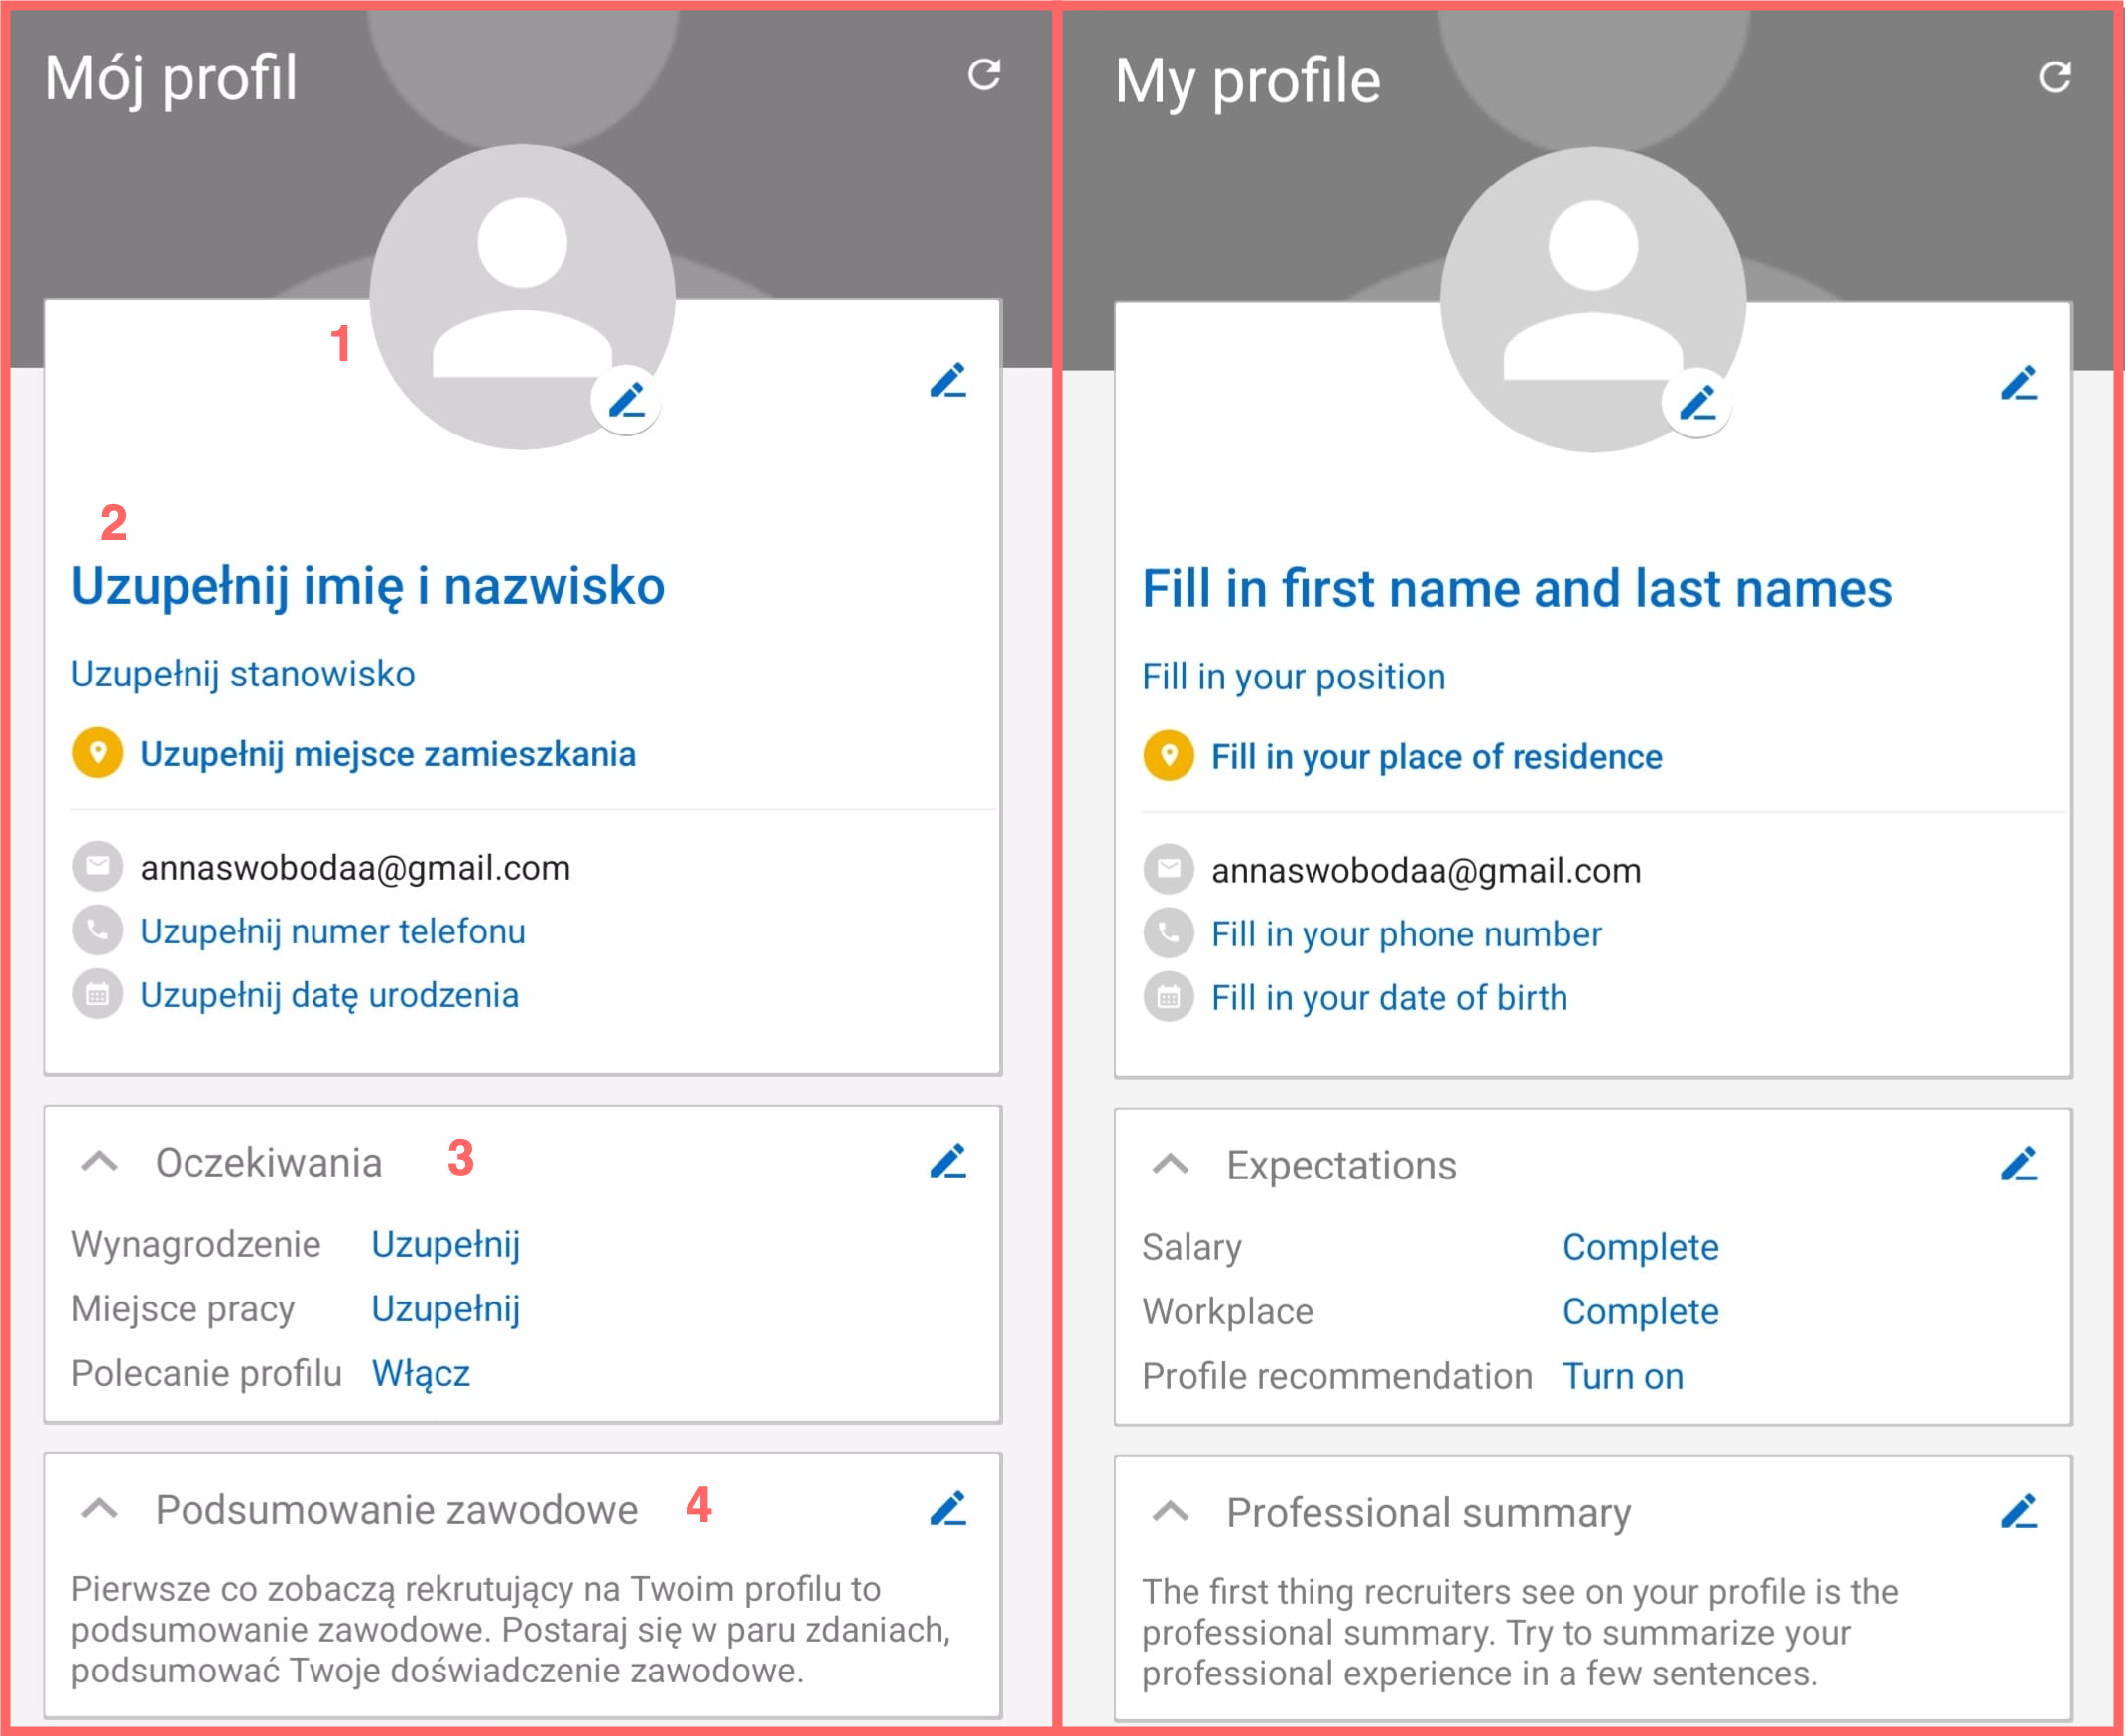 Mój profil
1
2
Uzupełnij imię i nazwisko
Uzupełnij stanowisko
Uzupełnij miejsce zamieszkania
annaswobodaa@gmail.com
Uzupełnij numer telefonu
Uzupełnij datę urodzenia
Oczekiwania 3
Wynagrodzenie Uzupełnij
Miejsce pracy Uzupełnij
Polecanie profilu Włącz
Podsumowanie zawodowe 4
Pierwsze co zobaczą rekrutujący na Twoim profilu to
podsumowanie zawodowe. Postaraj się w paru zdaniach,
podsumować Twoje doświadczenie zawodowe.
My profile
Fill in first name and last names
Fill in your position
Fill in your place of residence
annaswobodaa@gmail.com
Fill in your phone number
Fill in your date of birth
Expectations
Salary Complete
Workplace Complete
Profile recommendation Turn on
Professional summary
The first thing recruiters see on your profile is the
professional summary. Try to summarize your
professional experience in a few sentences.